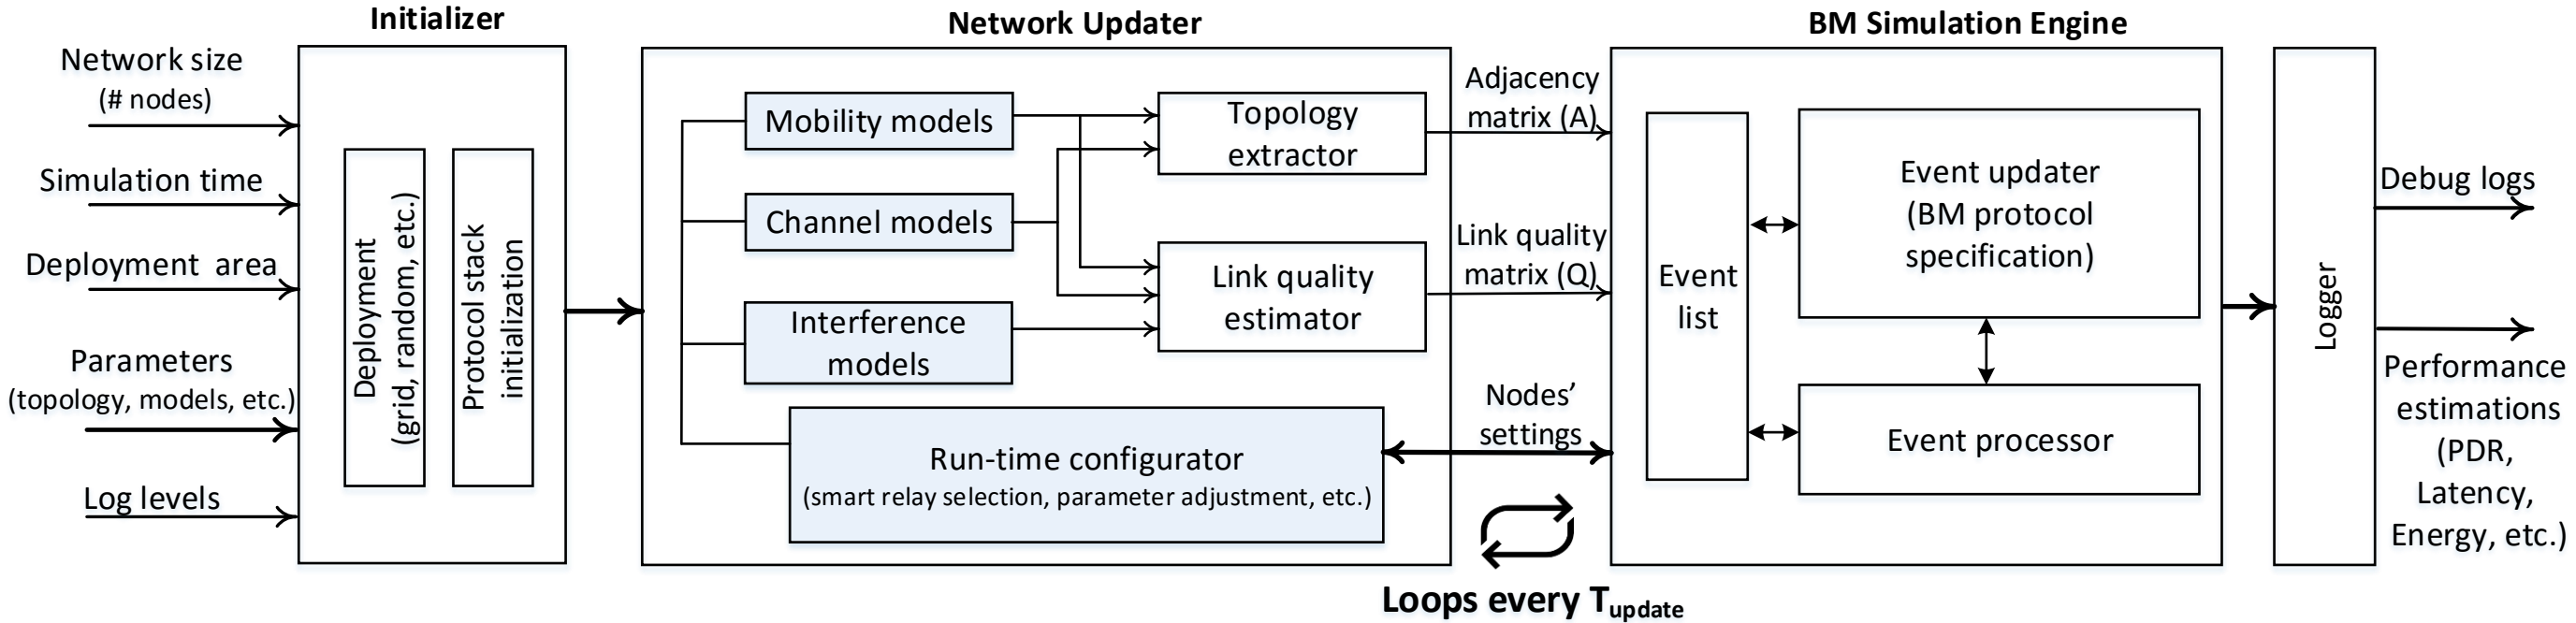 Initializer
Network Updater
BM Simulation Engine
Network size
(# nodes)
Simulation time
Deployment area
Parameters
(topology, models, etc.)
Log levels
Deployment
(grid, random, etc.)
Protocol stack
initialization
Mobility models
Channel models
Interference
models
Topology
extractor
Link quality
estimator
Run-time configurator
(smart relay selection, parameter adjustment, etc.)
Adjacency
matrix (A)
Link quality
matrix (Q)
Nodes’
settings
Loops every Tupdate
Event
list
Event updater
(BM protocol
specification)
Event processor
Logger
Debug logs
Performance
estimations
(PDR,
Latency,
Energy, etc.)